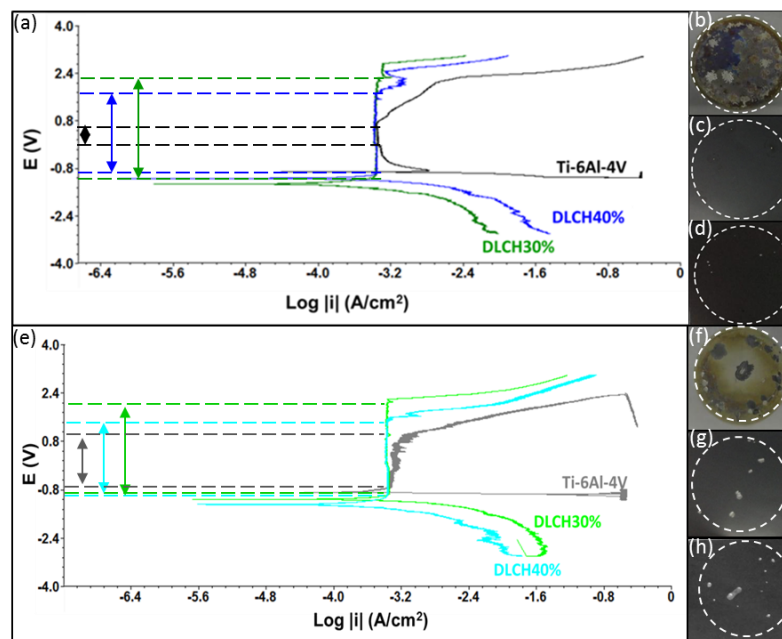 (a)
4.0
2.4
0.8
-0.8
-2.4
-4.0
E (V)
Ti-6Al-4V
DLCH40%
DLCH30%
-6.4 -5.6 -4.8 -4.0 -3.2 -2.4 -1.6 -0.8 0
Log |i| (A/cm²)
(b)
(c)
(d)
(e)
4.0
2.4
0.8
-0.8
-2.4
-4.0
E (V)
Ti-6Al-4V
DLCH30%
DLCH40%
-6.4 -5.6 -4.8 -4.0 -3.2 -2.4 -1.6 -0.8 0
Log |i| (A/cm²)
(f)
(g)
(h)